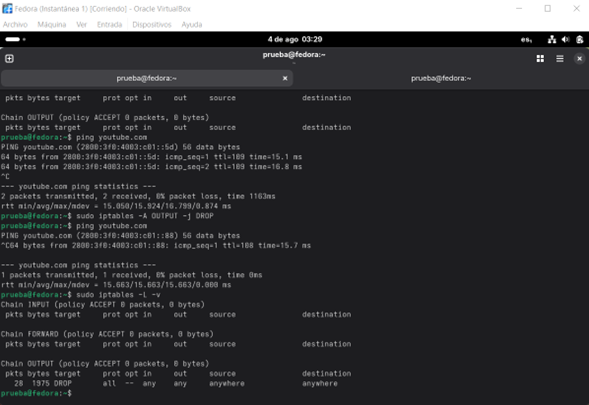 Fedora (Instantánea 1) [Corriendo] - Oracle VirtualBox
Archivo Máquina Ver Entrada Dispositivos Ayuda
4 de ago 03:29
es₁
prueba@fedora:~
prueba@fedora:~ × prueba@fedora:~
pkts bytes target prot opt in out source destination
Chain OUTPUT (policy ACCEPT 0 packets, 0 bytes)
pkts bytes target prot opt in out source destination
prueba@fedora:~$ ping youtube.com
PING youtube.com (2800:3f0:4003:c01::5d) 56 data bytes
64 bytes from 2800:3f0:4003:c01::5d: icmp_seq=1 ttl=109 time=15.1 ms
64 bytes from 2800:3f0:4003:c01::5d: icmp_seq=2 ttl=109 time=16.8 ms
^C
--- youtube.com ping statistics ---
2 packets transmitted, 2 received, 0% packet loss, time 1163ms
rtt min/avg/max/mdev = 15.050/15.924/16.799/0.874 ms
prueba@fedora:~$ sudo iptables -A OUTPUT -j DROP
prueba@fedora:~$ ping youtube.com
PING youtube.com (2800:3f0:4003:c01::88) 56 data bytes
^C64 bytes from 2800:3f0:4003:c01::88: icmp_seq=1 ttl=108 time=15.7 ms
--- youtube.com ping statistics ---
1 packets transmitted, 1 received, 0% packet loss, time 0ms
rtt min/avg/max/mdev = 15.663/15.663/15.663/0.000 ms
prueba@fedora:~$ sudo iptables -L -v
Chain INPUT (policy ACCEPT 0 packets, 0 bytes)
pkts bytes target prot opt in out source destination
Chain FORWARD (policy ACCEPT 0 packets, 0 bytes)
pkts bytes target prot opt in out source destination
Chain OUTPUT (policy ACCEPT 0 packets, 0 bytes)
pkts bytes target prot opt in out source destination
28 1975 DROP all -- any any anywhere anywhere
prueba@fedora:~$